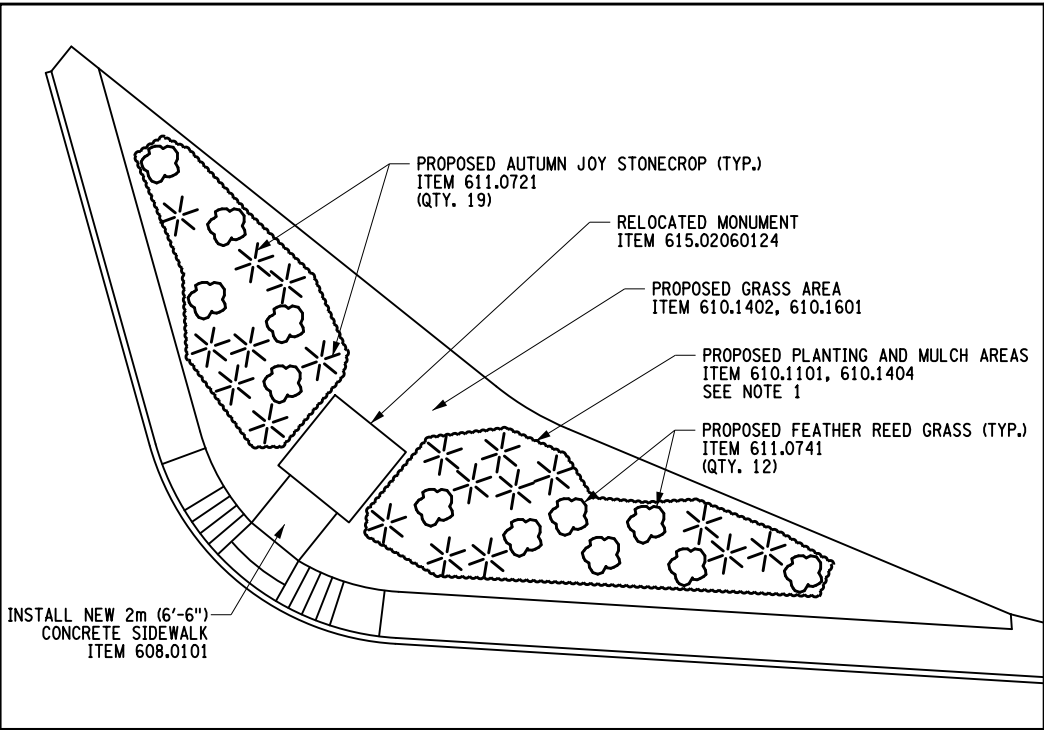 PROPOSED AUTUMN JOY STONECROP (TYP.)
ITEM 611.0721
(QTY. 19)
RELOCATED MONUMENT
ITEM 615.02060124
PROPOSED GRASS AREA
ITEM 610.1402, 610.1601
PROPOSED PLANTING AND MULCH AREAS
ITEM 610.1101, 610.1404
SEE NOTE 1
PROPOSED FEATHER REED GRASS (TYP.)
ITEM 611.0741
(QTY. 12)
INSTALL NEW 2m (6'-6")
CONCRETE SIDEWALK
ITEM 608.0101